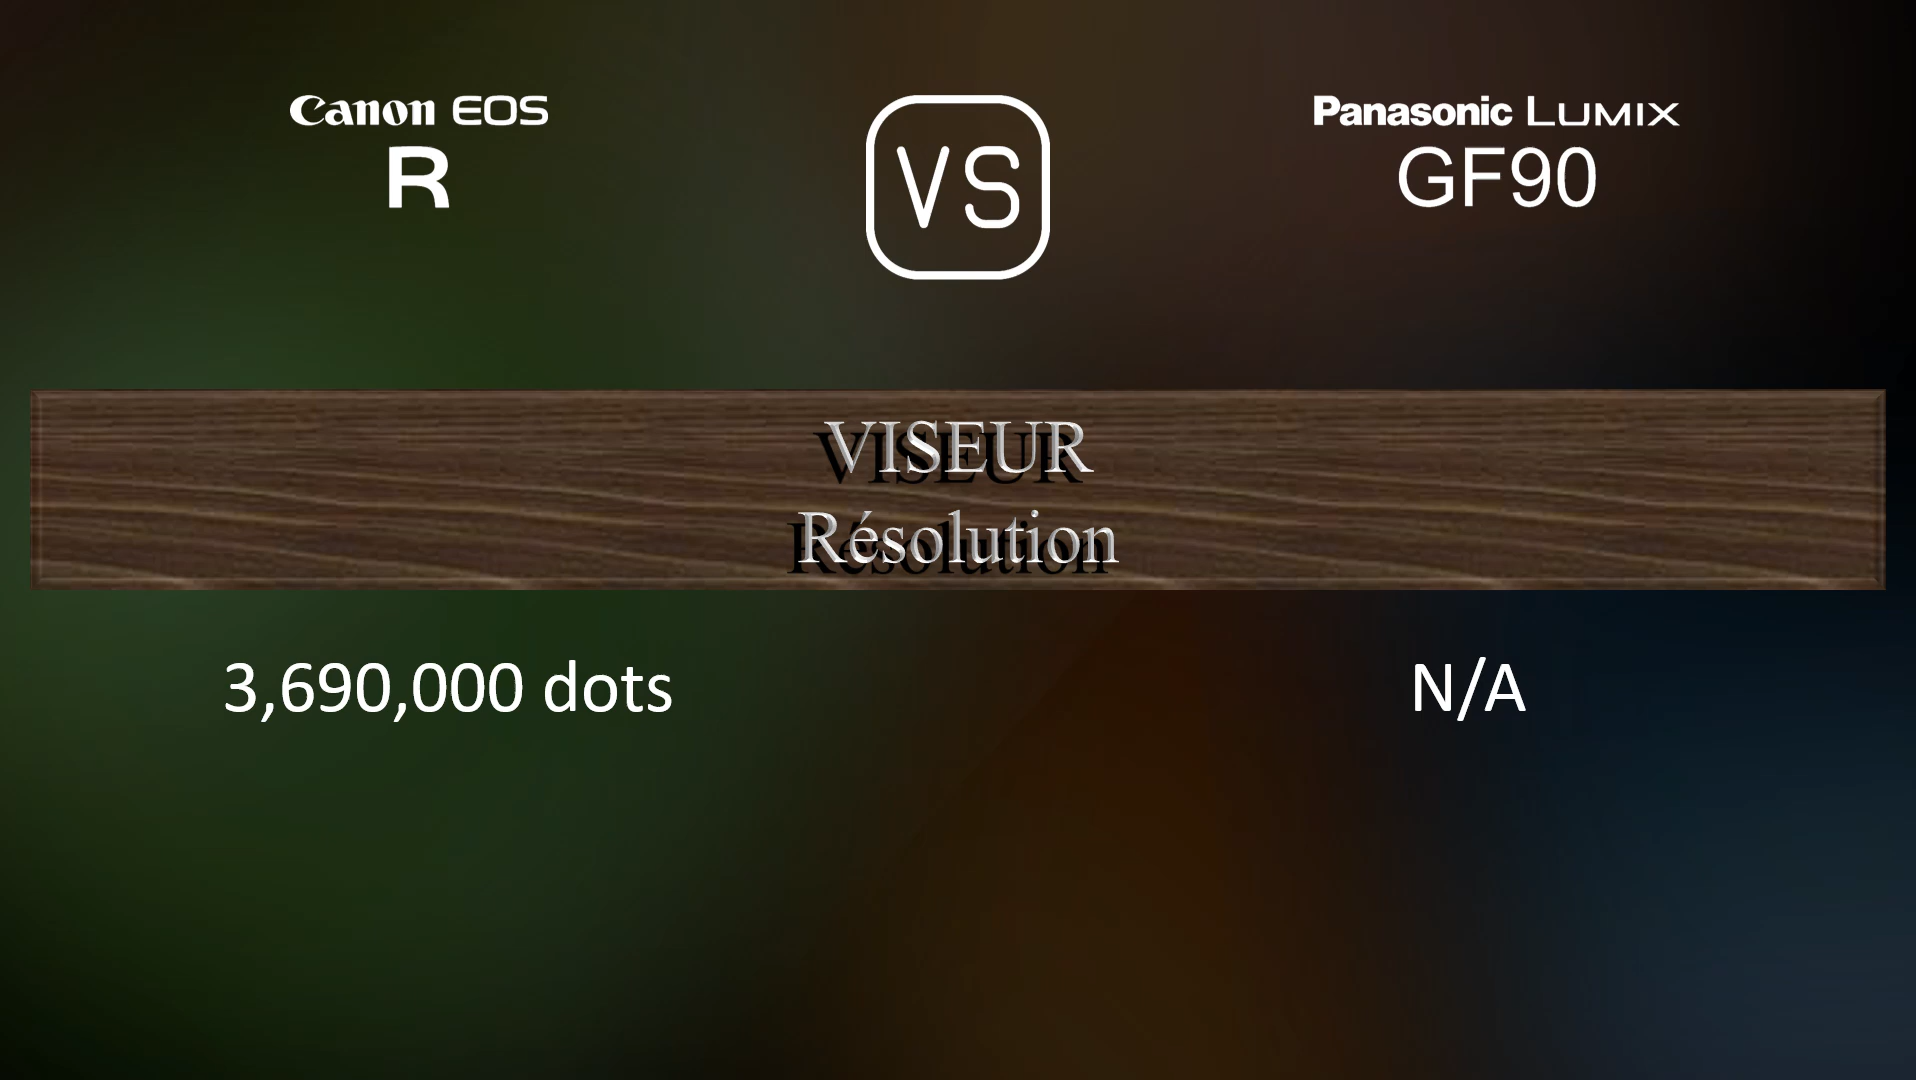 Canon EOS
R
VS
Panasonic LUMIX
GF90
VISEUR
Résolution
3,690,000 dots
N/A